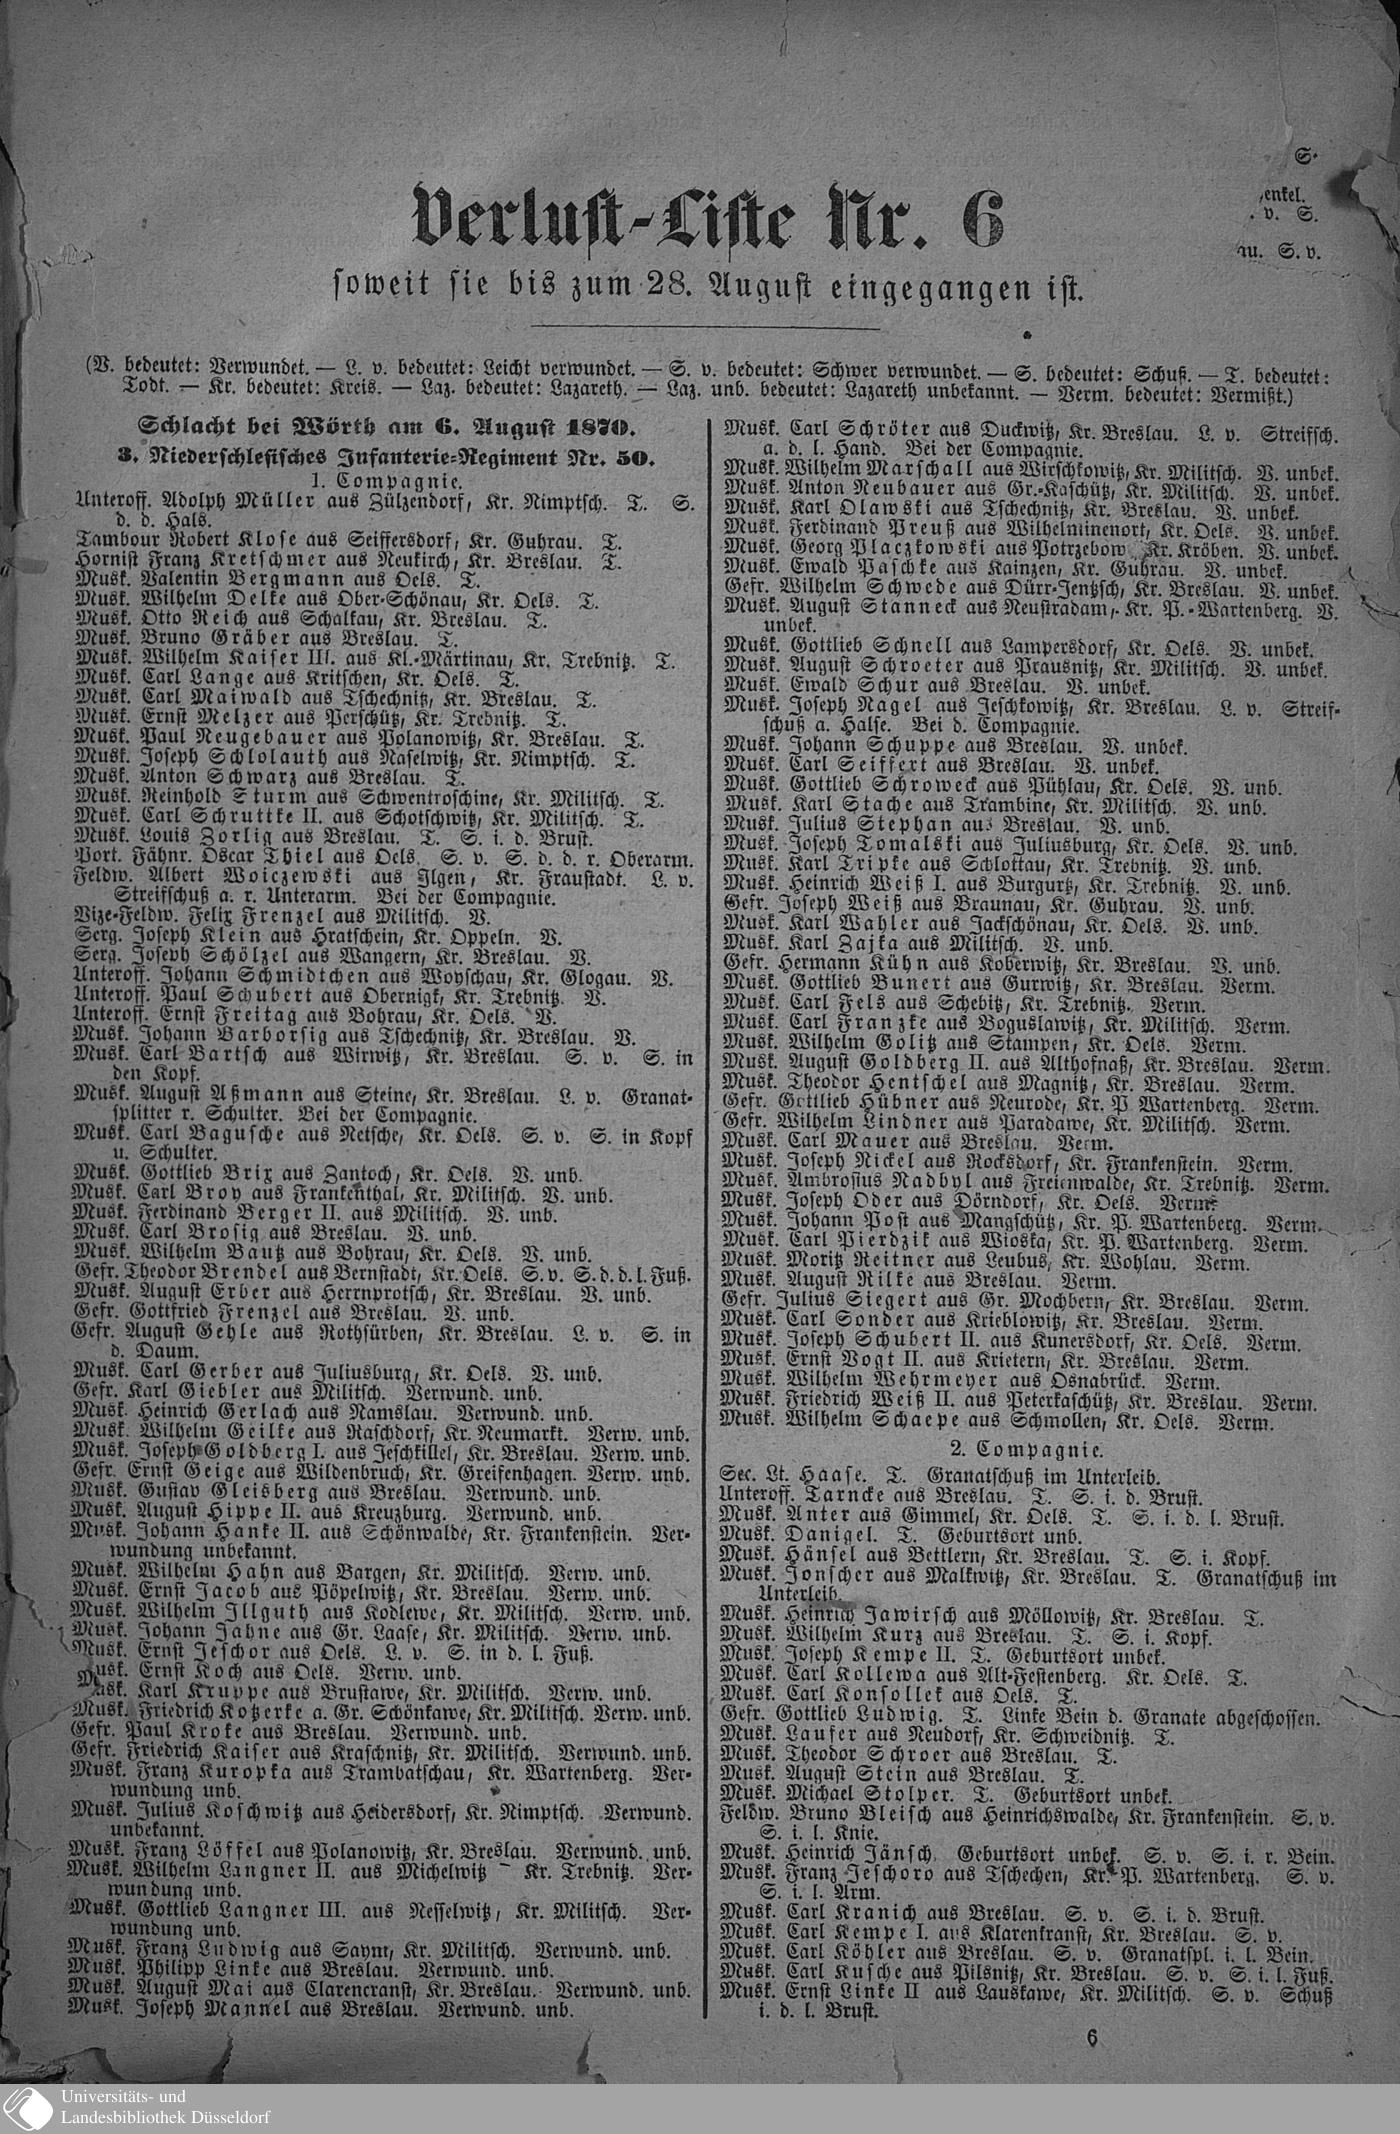 S.
enkel.
v. S.
m. S. v.
Verlust-Liste Nr. 6
soweit sie bis zum 28. August eingegangen ist.
(V. bedeutet: Verwundet. — L. v. bedeutet: Leicht verwundet. — S. v. bedeutet: Schwer verwundet. — S. bedeutet: Schuß. — T. bedeutet:
Todt. — Kr. bedeutet: Kreis. — Laz. bedeutet: Lazareth. — Laz. unb. bedeutet: Lazareth unbekannt. — Verm. bedeutet: Vermißt.)
Schlacht bei Wörth am 6. August 1870.
3. Niederschlesisches Infanterie-Regiment Nr. 50.
1. Compagnie.
Unteroff. Adolph Müller aus Zülzendorf, Kr. Nimptsch. T. S.
d. d. Hals.
Tambour Robert Klose aus Seiffersdorf, Kr. Guhrau. T.
Hornist Franz Kretschmer aus Neukirch, Kr. Breslau. T.
Musk. Valentin Bergmann aus Oels. T.
Musk. Wilhelm Delke aus Ober-Schönau, Kr. Oels. T.
Musk. Otto Reich aus Schalkau, Kr. Breslau. T.
Musk. Bruno Gräber aus Breslau. T.
Musk. Wilhelm Kaiser III. aus Kl.-Märtinau, Kr. Trebnitz. T.
Musk. Carl Lange aus Kritschen, Kr. Oels. T.
Musk. Carl Maiwald aus Tschechnitz, Kr. Breslau. T.
Musk. Ernst Melzer aus Perschütz, Kr. Trebnitz. T.
Musk. Paul Neugebauer aus Polanowitz, Kr. Breslau. T.
Musk. Joseph Schlolauth aus Naselwitz, Kr. Nimptsch. T.
Musk. Anton Schwarz aus Breslau. T.
Musk. Reinhold Sturm aus Schwentroschine, Kr. Militsch. T.
Musk. Carl Schruttke II. aus Schotschwitz, Kr. Militsch. T.
Musk. Louis Zorlig aus Breslau. T. S. i. d. Brust.
Port. Fähnr. Oscar Thiel aus Oels. S. v. S. d. d. r. Oberarm.
Feldw. Albert Woiczewski aus Ilgen, Kr. Fraustadt. L. v.
Streifschuß a. r. Unterarm. Bei der Compagnie.
Vize-Feldw. Felix Frenzel aus Militsch. V.
Serg. Joseph Klein aus Hratschein, Kr. Oppeln. V.
Serg. Joseph Schölzel aus Wangern, Kr. Breslau. V.
Unteroff. Johann Schmidtchen aus Woyschau, Kr. Glogau. V.
Unteroff. Paul Schubert aus Obernigk, Kr. Trebnitz. V.
Unteroff. Ernst Freitag aus Bohrau, Kr. Oels. V.
Musk. Johann Barborsig aus Tschechnitz, Kr. Breslau. V.
Musk. Carl Bartsch aus Wirwitz, Kr. Breslau. S. v. S. in
den Kopf.
Musk. August Aßmann aus Steine, Kr. Breslau. L. v. Granat-
splitter r. Schulter. Bei der Compagnie.
Musk. Carl Bagusche aus Netsche, Kr. Oels. S. v. S. in Kopf
u. Schulter.
Musk. Gottlieb Brix aus Zantoch, Kr. Oels. V. unb.
Musk. Carl Broy aus Frankenthal, Kr. Militsch. V. unb.
Musk. Ferdinand Berger II. aus Militsch. V. unb.
Musk. Carl Brosig aus Breslau. V. unb.
Musk. Wilhelm Bautz aus Bohrau, Kr. Oels. V. unb.
Gefr. Theodor Brendel aus Bernstadt, Kr. Oels. S. v. S. d. d. l. Fuß.
Musk. August Erber aus Herrnprotsch, Kr. Breslau. V. unb.
Gefr. Gottfried Frenzel aus Breslau. V. unb.
Gefr. August Gehle aus Rothsürben, Kr. Breslau. L. v. S. in
d. Daum.
Musk. Carl Gerber aus Juliusburg, Kr. Oels. V. unb.
Gefr. Karl Giebler aus Militsch. Verwund. unb.
Musk. Heinrich Gerlach aus Namslau. Verwund. unb.
Musk. Wilhelm Geilke aus Raschdorf, Kr. Neumarkt. Verw. unb.
Musk. Joseph Goldberg I. aus Jeschkillel, Kr. Breslau. Verw. unb.
Gefr. Ernst Geige aus Wildenbruch, Kr. Greifenhagen. Verw. unb.
Musk. Gustav Gleisberg aus Breslau. Verwund. unb.
Musk. August Hippe II. aus Kreuzburg. Verwund. unb.
Musk. Johann Hanke II. aus Schönwalde, Kr. Frankenstein. Ver-
wundung unbekannt.
Musk. Wilhelm Hahn aus Bargen, Kr. Militsch. Verw. unb.
Musk. Ernst Jacob aus Pöpelwitz, Kr. Breslau. Verw. unb.
Musk. Wilhelm Illguth aus Kodlewe, Kr. Militsch. Verw. unb.
Musk. Johann Jahne aus Gr. Laase, Kr. Militsch. Verw. unb.
Musk. Ernst Jeschor aus Oels. L. v. S. in d. l. Fuß.
Musk. Ernst Koch aus Oels. Verw. unb.
Musk. Karl Kruppe aus Brustawe, Kr. Militsch. Verw. unb.
Musk. Friedrich Kotzerke a. Gr. Schönkawe, Kr. Militsch. Verw. unb.
Gefr. Paul Kroke aus Breslau. Verwund. unb.
Gefr. Friedrich Kaiser aus Kraschnitz, Kr. Militsch. Verwund. unb.
Musk. Franz Kuropka aus Trambatschau, Kr. Wartenberg. Ver-
wundung unb.
Musk. Julius Koschwitz aus Heidersdorf, Kr. Nimptsch. Verwund.
unbekannt.
Musk. Franz Löffel aus Polanowitz, Kr. Breslau. Verwund. unb.
Musk. Wilhelm Langner II. aus Michelwitz Kr. Trebnitz. Ver-
wundung unb.
Musk. Gottlieb Langner III. aus Nesselwitz, Kr. Militsch. Ver-
wundung unb.
Musk. Franz Ludwig aus Sayne, Kr. Militsch. Verwund. unb.
Musk. Philipp Linke aus Breslau. Verwund. unb.
Musk. August Mai aus Clarencranst, Kr. Breslau. Verwund. unb.
Musk. Joseph Mannel aus Breslau. Verwund. unb.
Musk. Carl Schröter aus Duckwitz, Kr. Breslau. L. v. Streifsch.
a. d. l. Hand. Bei der Compagnie.
Musk. Wilhelm Marschall aus Wirschkowitz, Kr. Militsch. V. unbek.
Musk. Anton Neubauer aus Gr.-Kaschütz, Kr. Militsch. V. unbek.
Musk. Karl Olawski aus Tschechnitz, Kr. Breslau. V. unbek.
Musk. Ferdinand Preuß aus Wilhelminenort, Kr. Oels. V. unbek.
Musk. Georg Placzkowski aus Potrzebow Kr. Kröben. V. unbek.
Musk. Ewald Paschke aus Kainzen, Kr. Guhrau. V. unbek.
Gefr. Wilhelm Schwede aus Dürr-Jentzsch, Kr. Breslau. V. unbek.
Musk. August Stanneck aus Neustradam, Kr. P.-Wartenberg. V.
unbek.
Musk. Gottlieb Schnell aus Lampersdorf, Kr. Oels. V. unbek.
Musk. August Schroeter aus Prausnitz, Kr. Militsch. V. unbek.
Musk. Ewald Schur aus Breslau. V. unbek.
Musk. Joseph Nagel aus Jeschkowitz, Kr. Breslau. L. v. Streif-
schuß a. Halse. Bei d. Compagnie.
Musk. Johann Schuppe aus Breslau. V. unbek.
Musk. Carl Seiffert aus Breslau. V. unbek.
Musk. Gottlieb Schroweck aus Pühlau, Kr. Oels. V. unb.
Musk. Karl Stache aus Trambine, Kr. Militsch. V. unb.
Musk. Julius Stephan aus Breslau. V. unb.
Musk. Joseph Tomalski aus Juliusburg, Kr. Oels. V. unb.
Musk. Karl Tripke aus Schlottau, Kr. Trebnitz. V. unb.
Musk. Heinrich Weiß I. aus Burgurtz, Kr. Trebnitz. V. unb.
Gefr. Joseph Weiß aus Braunau, Kr. Guhrau. V. unb.
Musk. Karl Wahler aus Jackschönau, Kr. Oels. V. unb.
Musk. Karl Zajka aus Militsch. V. unb.
Gefr. Hermann Kühn aus Koberwitz, Kr. Breslau. V. unb.
Musk. Gottlieb Bunert aus Gurwitz, Kr. Breslau. Verm.
Musk. Carl Fels aus Schebitz, Kr. Trebnitz. Verm.
Musk. Carl Franzke aus Boguslawitz, Kr. Militsch. Verm.
Musk. Wilhelm Golitz aus Stampen, Kr. Oels. Verm.
Musk. August Goldberg II. aus Althofnaß, Kr. Breslau. Verm.
Musk. Theodor Hentschel aus Magnitz, Kr. Breslau. Verm.
Gefr. Gottlieb Hübner aus Neurode, Kr. P Wartenberg. Verm.
Gefr. Wilhelm Lindner aus Paradawe, Kr. Militsch. Verm.
Musk. Carl Mauer aus Breslau. Verm.
Musk. Joseph Nickel aus Rocksdorf, Kr. Frankenstein. Verm.
Musk. Ambrosius Nadbyl aus Freienwalde, Kr. Trebnitz. Verm.
Musk. Joseph Oder aus Dörndorf, Kr. Oels. Verm.
Musk. Johann Post aus Mangschütz, Kr. P. Wartenberg. Verm.
Musk. Carl Pierdzik aus Wioska, Kr. P. Wartenberg. Verm.
Musk. Moritz Reitner aus Leubus, Kr. Wohlau. Verm.
Musk. August Rilke aus Breslau. Verm.
Gefr. Julius Siegert aus Gr. Mochbern, Kr. Breslau. Verm.
Musk. Carl Sonder aus Krieblowitz, Kr. Breslau. Verm.
Musk. Joseph Schubert II. aus Kunersdorf, Kr. Oels. Verm.
Musk. Ernst Vogt II. aus Krietern, Kr. Breslau. Verm.
Musk. Wilhelm Wehrmeyer aus Osnabrück. Verm.
Musk. Friedrich Weiß II. aus Peterkaschütz, Kr. Breslau. Verm.
Musk. Wilhelm Schaepe aus Schmollen, Kr. Oels. Verm.
2. Compagnie.
Sec. Lt. Haase. T. Granatschuß im Unterleib.
Unteroff. Tarncke aus Breslau. T. S. i. d. Brust.
Musk. Anter aus Gimmel, Kr. Oels. T. S. i. d. l. Brust.
Musk. Danigel. T. Geburtsort unb.
Musk. Hänsel aus Bettlern, Kr. Breslau. T. S. i. Kopf.
Musk. Jonscher aus Malkwitz, Kr. Breslau. T. Granatschuß im
Unterleib.
Musk. Heinrich Jawirsch aus Möllowitz, Kr. Breslau. T.
Musk. Wilhelm Kurz aus Breslau. T. S. i. Kopf.
Musk. Joseph Kempe II. T. Geburtsort unbek.
Musk. Carl Kollewa aus Alt-Festenberg. Kr. Oels. T.
Musk. Carl Konsollek aus Oels. T.
Gefr. Gottlieb Ludwig. T. Linke Bein d. Granate abgeschossen.
Musk. Laufer aus Neudorf, Kr. Schweidnitz. T.
Musk. Theodor Schroer aus Breslau. T.
Musk. August Stein aus Breslau. T.
Musk. Michael Stolper. T. Geburtsort unbek.
Feldw. Bruno Bleisch aus Heinrichswalde, Kr. Frankenstein. S. v.
S. i. l. Knie.
Musk. Heinrich Jänsch. Geburtsort unbek. S. v. S. i. r. Bein.
Musk. Franz Jeschoro aus Tschechen, Kr. P. Wartenberg. S. v.
S. i. l. Arm.
Musk. Carl Kranich aus Breslau. S. v. S. i. d. Brust.
Musk. Carl Kempe I. aus Klarenkranst, Kr. Breslau. S. v.
Musk. Carl Köhler aus Breslau. S. v. Granatspl. i. l. Bein.
Musk. Carl Kusche aus Pilsnitz, Kr. Breslau. S. v. S. i. l. Fuß.
Musk. Ernst Linke II aus Lauskawe, Kr. Militsch. S. v. Schuß
i. d. l. Brust.
6
Universitäts- und
Landesbibliothek Düsseldorf